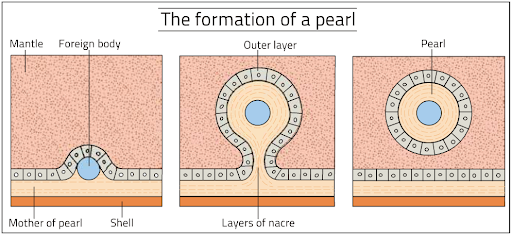 The formation of a pearl
Mantle
Foreign body
Outer layer
Pearl
Mother of pearl
Shell
Layers of nacre